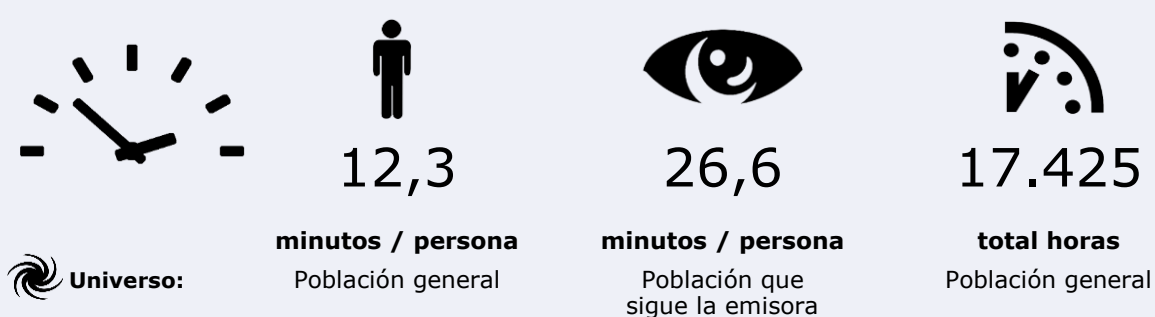 12,3
26,6
17.425
minutos / persona
minutos / persona
total horas
Universo:
Población general
Población que
sigue la emisora
Población general